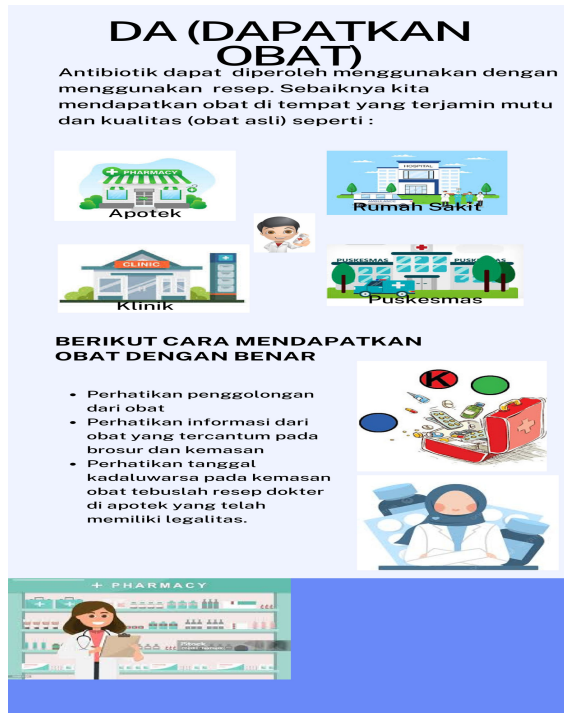 DA (DAPATKAN
OBAT)
Antibiotik dapat diperoleh menggunakan dengan
menggunakan resep. Sebaiknya kita
mendapatkan obat di tempat yang terjamin mutu
dan kualitas (obat asli) seperti :
PHARMACY
Apotek
HOSPITAL
AMBULANCE
Rumah Sakit
CLINIC
Klinik
PUSKESMAS
PUSKESMAS
Puskesmas
BERIKUT CARA MENDAPATKAN
OBAT DENGAN BENAR
• Perhatikan penggolongan
dari obat
• Perhatikan informasi dari
obat yang tercantum pada
brosur dan kemasan
• Perhatikan tanggal
kadaluwarsa pada kemasan
obat tebuslah resep dokter
di apotek yang telah
memiliki legalitas.
K
+ PHARMACY